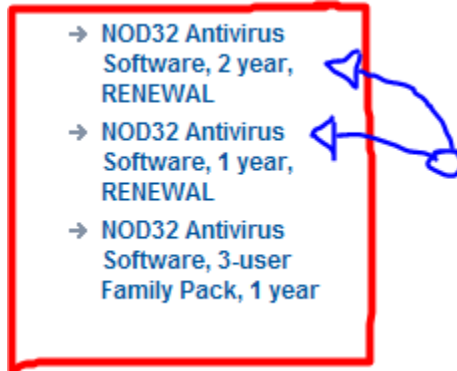 → NOD32 Antivirus
Software, 2 year,
RENEWAL
→ NOD32 Antivirus
Software, 1 year,
RENEWAL
→ NOD32 Antivirus
Software, 3-user
Family Pack, 1 year